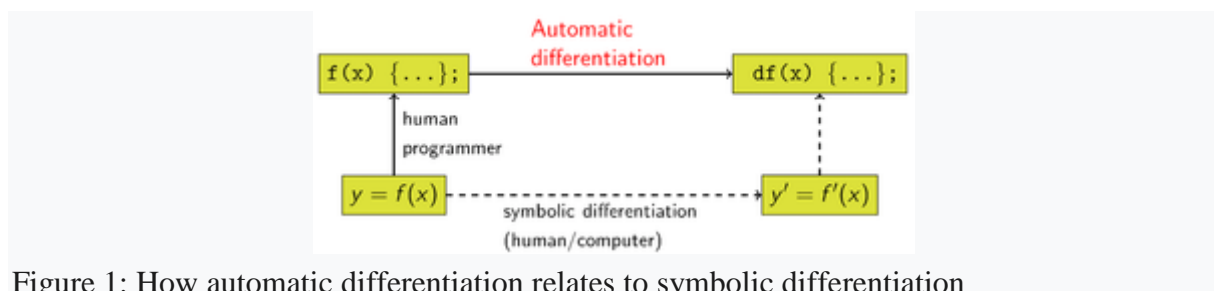 Automatic
differentiation
f(x) {...};
df(x) {...};
human
programmer
y = f(x)
y′ = f′(x)
symbolic differentiation
(human/computer)
Figure 1: How automatic differentiation relates to symbolic differentiation